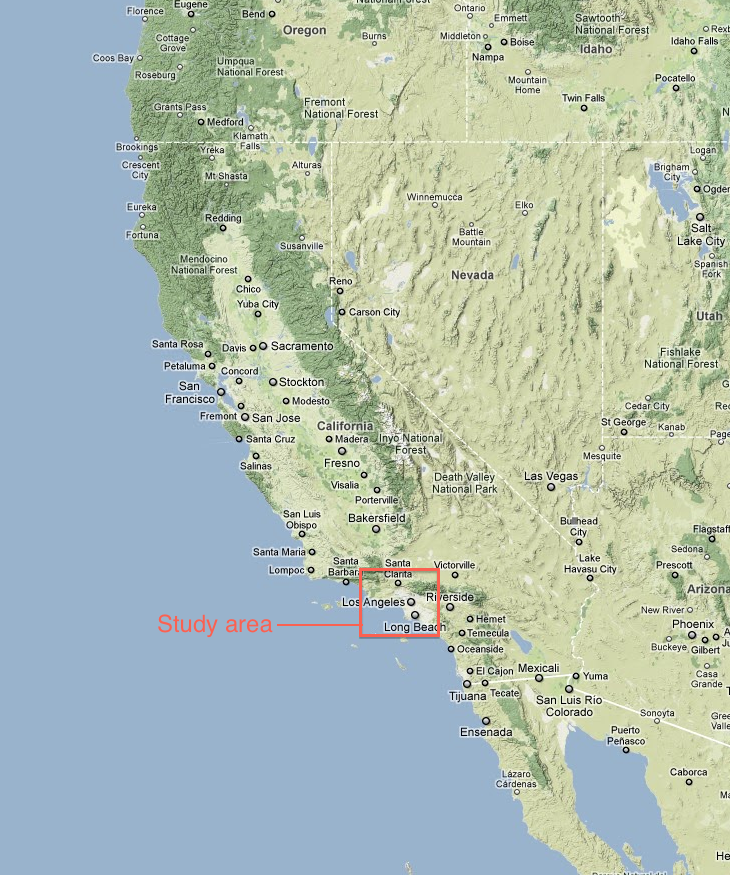 National Forest
Eugene
Florence
Bend
Ontario
Emmett
Sawtooth
National Forest
Oregon
Burns
Middleton
Boise
Idaho
Idaho Falls
Cottage
Grove
Nampa
Coos Bay
Umpqua
National Forest
Roseburg
Mountain
Home
Pocatello
Twin Falls
Fremont
National Forest
Grants Pass
Medford
Klamath
Falls
Brookings
Yreka
Logan
Crescent
City
Alturas
Brigham
City
Mt Shasta
Ogden
Winnemucca
Elko
Eureka
Redding
Salt
Lake City
Fortuna
Battle
Mountain
Susanville
Mendocino
National Forest
Spanish
Fork
Nevada
Reno
Chico
Yuba City
Carson City
Utah
Santa Rosa
Davis
Sacramento
Fishlake
National Forest
Petaluma
Concord
San
Francisco
Stockton
Modesto
Cedar City
Fremont
San Jose
St George
Kanab
California
Santa Cruz
Madera
Inyo National
Forest
Mesquite
Salinas
Fresno
Death Valley
National Park
Las Vegas
Visalia
Porterville
San Luis
Obispo
Bakersfield
Bullhead
City
Flagstaff
Santa Maria
Sedona
Santa
Barbara
Santa
Clarita
Victorville
Lake
Havasu City
Prescott
Lompoc
Arizona
Los Angeles
Riverside
New River
Study area
Long Beach
Hemet
Phoenix
Temecula
Buckeye
Gilbert
Oceanside
El Cajon
Mexicali
Yuma
Casa
Grande
Tijuana
Tecate
San Luis Rio
Colorado
Sonoyta
Ensenada
Puerto
Peñasco
Lázaro
Cárdenas
Caborca